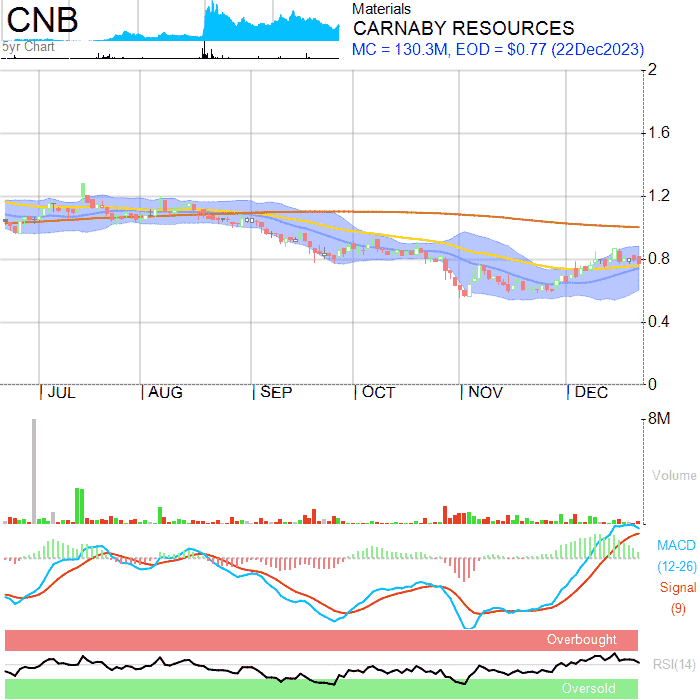 CNB
5yr Chart
Materials
CARNABY RESOURCES
MC = 130.3M, EOD = $0.77 (22Dec2023)
2
1.6
1.2
0.8
0.4
0
JUL AUG SEP OCT NOV DEC
8M
Volume
MACD
(12-26)
Signal
(9)
Overbought
RSI(14)
Oversold